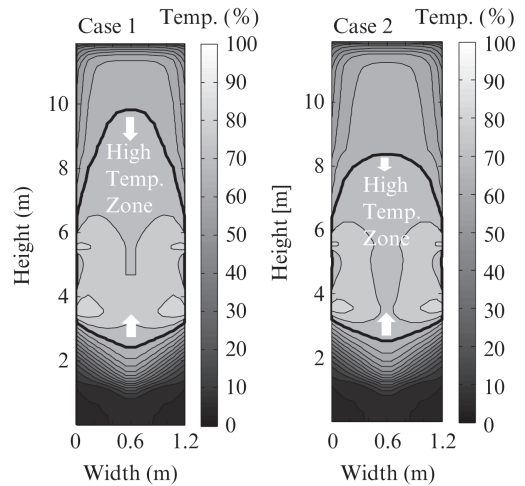 Case 1
Temp. (%)
Case 2
Temp. (%)
Height (m)
10
8
6
4
2
High
Temp.
Zone
0
0.6
1.2
Width (m)
100
90
80
70
60
50
40
30
20
10
0
Height [m]
10
8
6
4
2
High
Temp.
Zone
0
0.6
1.2
Width (m)
100
90
80
70
60
50
40
30
20
10
0